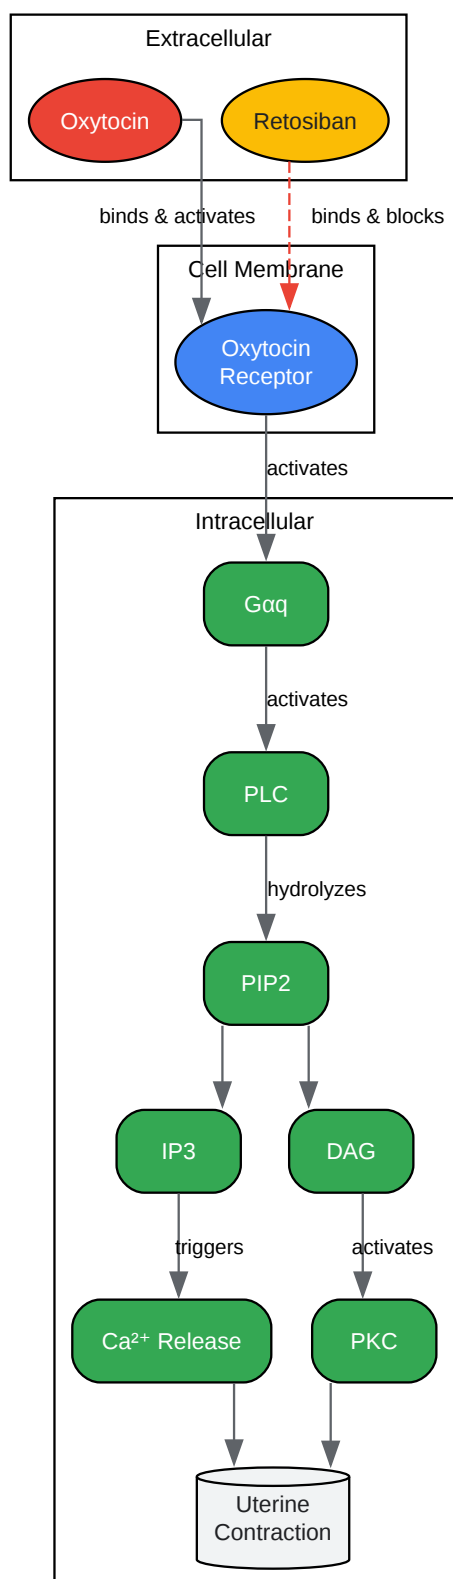 Extracellular
Oxytocin
Retosiban
binds & activates
binds & blocks
Cell Membrane
Oxytocin
Receptor
activates
Intracellular
Gαq
activates
PLC
hydrolyzes
PIP2
IP3
DAG
triggers
activates
Ca²⁺ Release
PKC
Uterine
Contraction